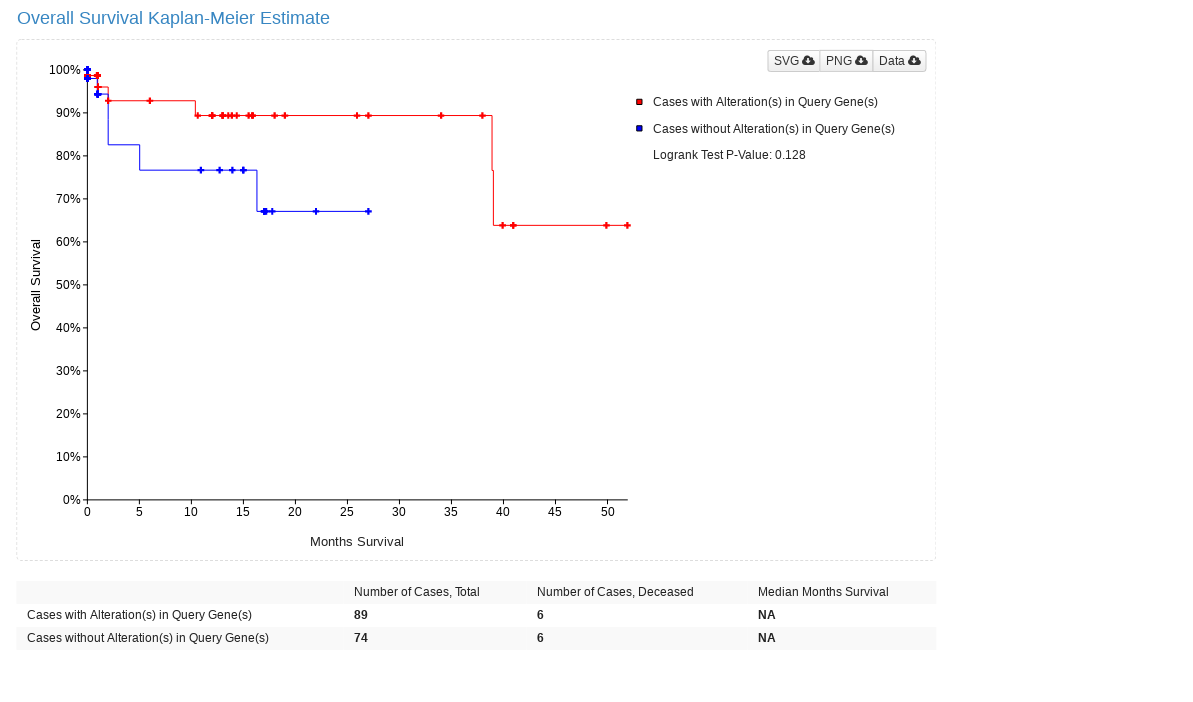 Overall Survival Kaplan-Meier Estimate
SVG PNG Data
100%
90%
80%
70%
60%
50%
40%
30%
20%
10%
0%
Overall Survival
0 5 10 15 20 25 30 35 40 45 50
Months Survival
Cases with Alteration(s) in Query Gene(s)
Cases without Alteration(s) in Query Gene(s)
Logrank Test P-Value: 0.128
Number of Cases, Total Number of Cases, Deceased Median Months Survival
Cases with Alteration(s) in Query Gene(s) 89 6 NA
Cases without Alteration(s) in Query Gene(s) 74 6 NA